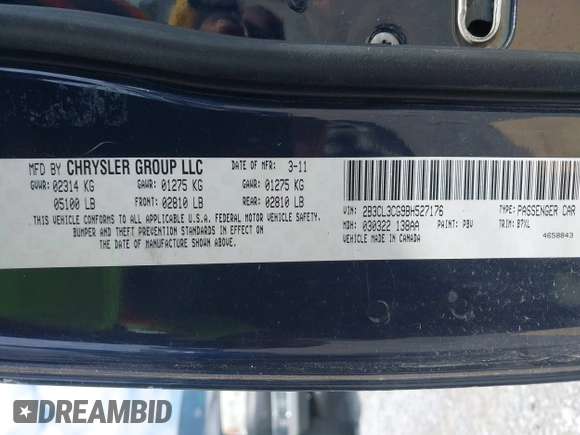 MFD BY CHRYSLER GROUP LLC DATE OF MFR: 3-11
GVWR: 02314 KG GAWR: 01275 KG GAWR: 01275 KG
05100 LB FRONT: 02810 LB REAR: 02810 LB
THIS VEHICLE CONFORMS TO ALL APPLICABLE U.S.A. FEDERAL MOTOR VEHICLE SAFETY,
BUMPER AND THEFT PREVENTION STANDARDS IN EFFECT ON
THE DATE OF MANUFACTURE SHOWN ABOVE.
VIN: 2B3CL3CG9BH527176 TYPE: PASSENGER CAR
MDH: 030322 138AA PAINT: PBV TRIM: B7XL
VEHICLE MADE IN CANADA 4658843
DREAMBID